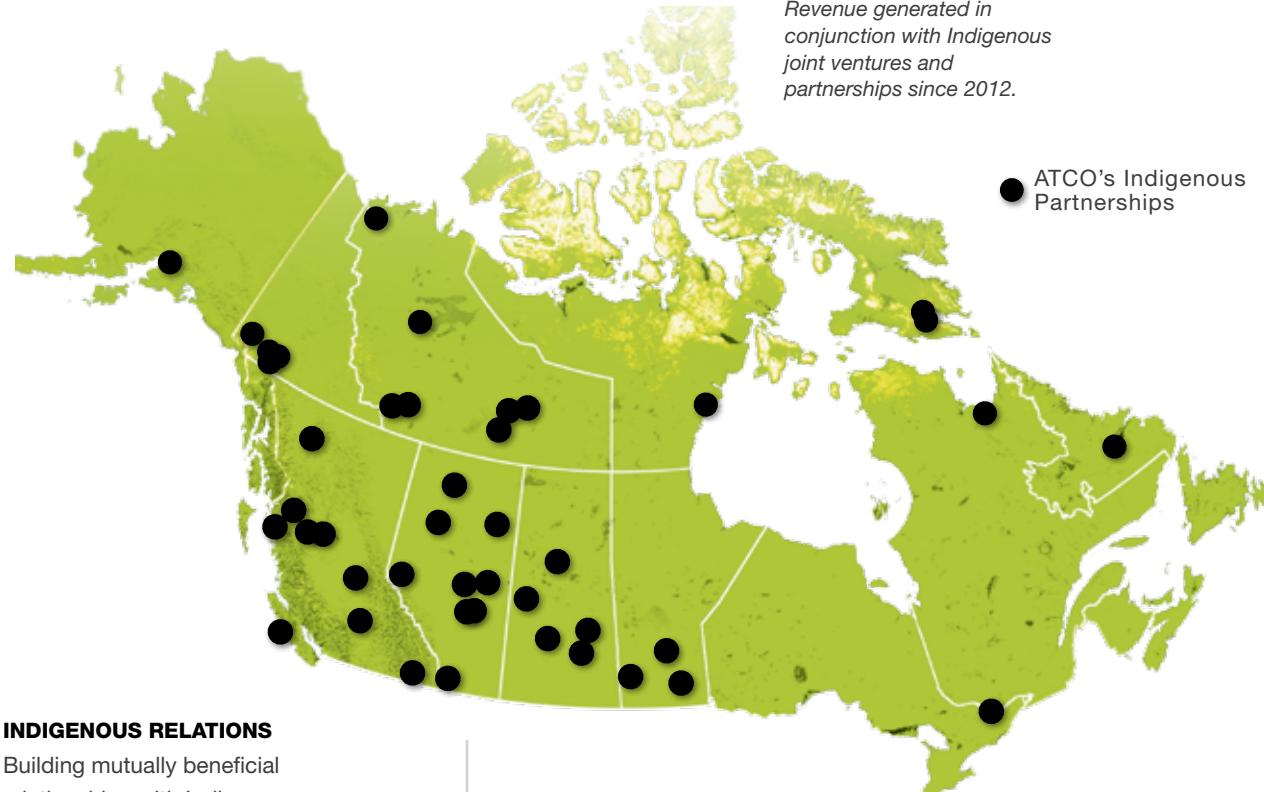 Revenue generated in
conjunction with Indigenous
joint ventures and
partnerships since 2012.
ATCO's Indigenous
Partnerships
INDIGENOUS RELATIONS
Building mutually beneficial